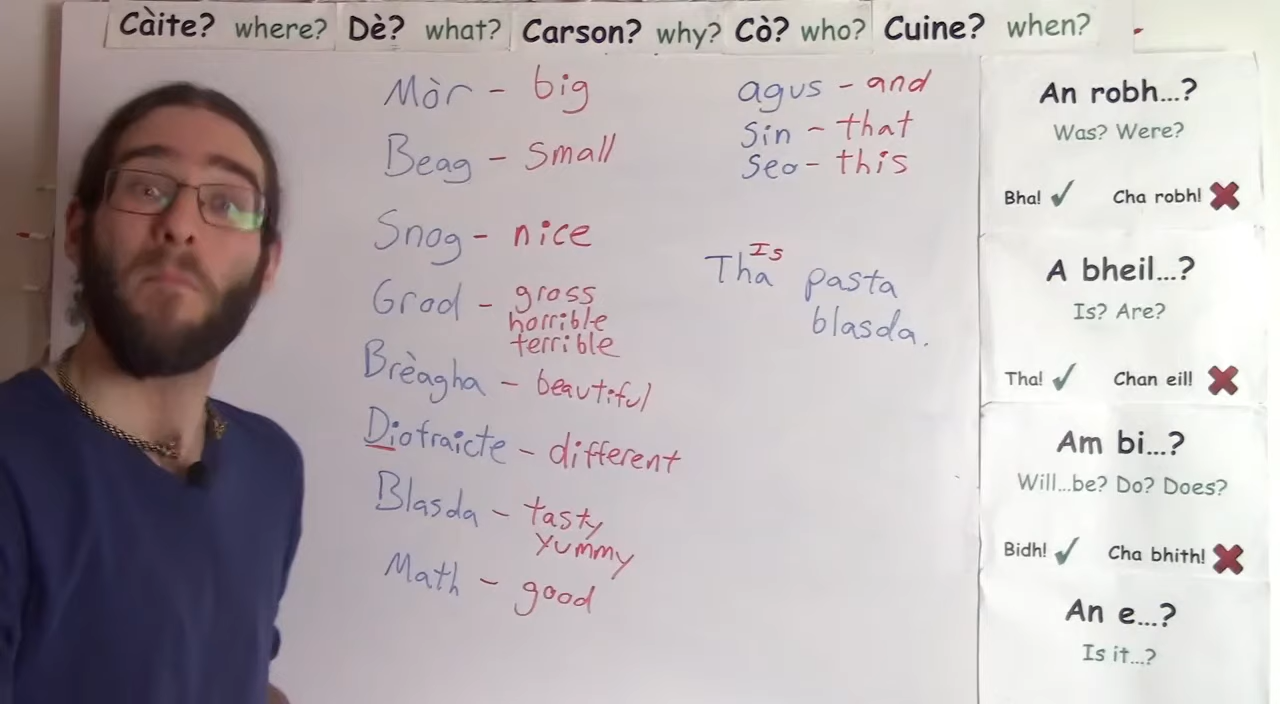 Càite? where? Dè? what? Carson? why? Cò? who? Cuine? when?
Mòr - big
Beag - small
Snog - nice
Grod - gross
horrible
terrible
Brèagha - beautiful
Diofraicte - different
Blasda - tasty
yummy
Math - good
agus - and
Sin - that
Seo - this
Is
Tha pasta
blasda.
An robh...?
Was? Were?
Bha! ✓ Cha robh! ✗
A bheil...?
Is? Are?
Tha! ✓ Chan eil! ✗
Am bi...?
Will...be? Do? Does?
Bidh! ✓ Cha bhith! ✗
An e...?
Is it...?